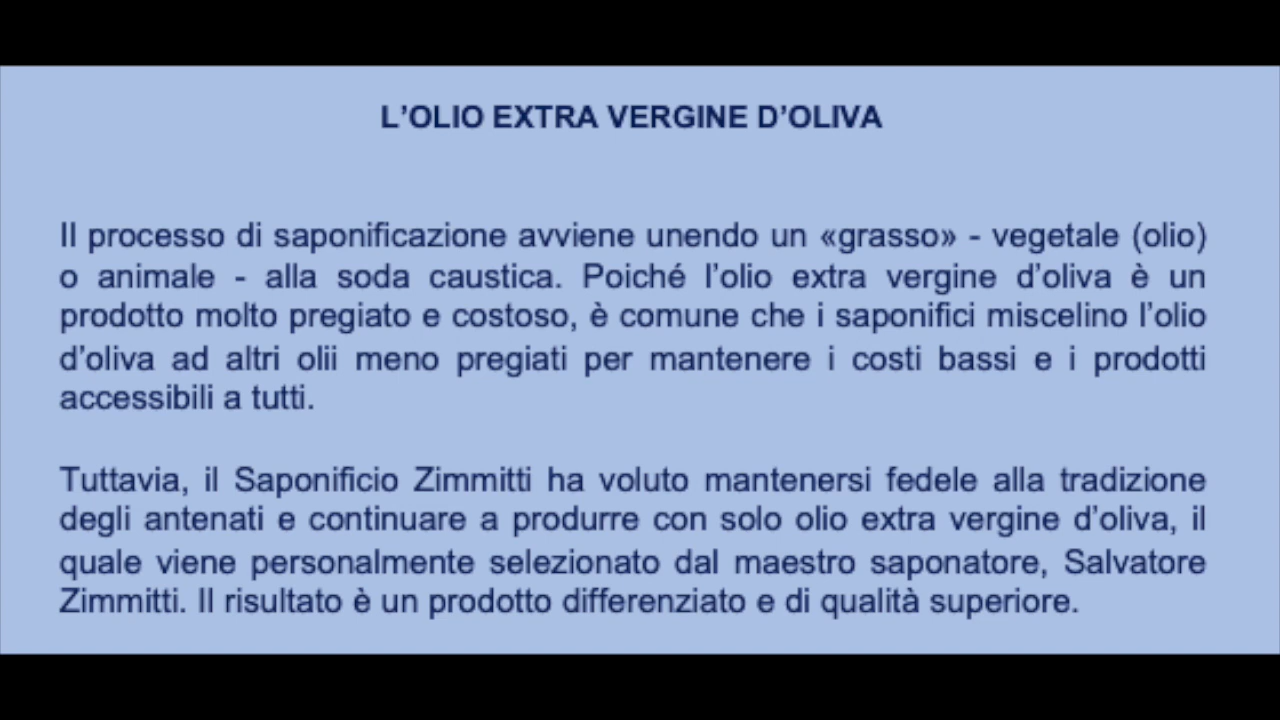 L’OLIO EXTRA VERGINE D’OLIVA
Il processo di saponificazione avviene unendo un «grasso» - vegetale (olio)
o animale - alla soda caustica. Poiché l’olio extra vergine d’oliva è un
prodotto molto pregiato e costoso, è comune che i saponifici miscelino l’olio
d’oliva ad altri olii meno pregiati per mantenere i costi bassi e i prodotti
accessibili a tutti.
Tuttavia, il Saponificio Zimmitti ha voluto mantenersi fedele alla tradizione
degli antenati e continuare a produrre con solo olio extra vergine d’oliva, il
quale viene personalmente selezionato dal maestro saponatore, Salvatore
Zimmitti. Il risultato è un prodotto differenziato e di qualità superiore.